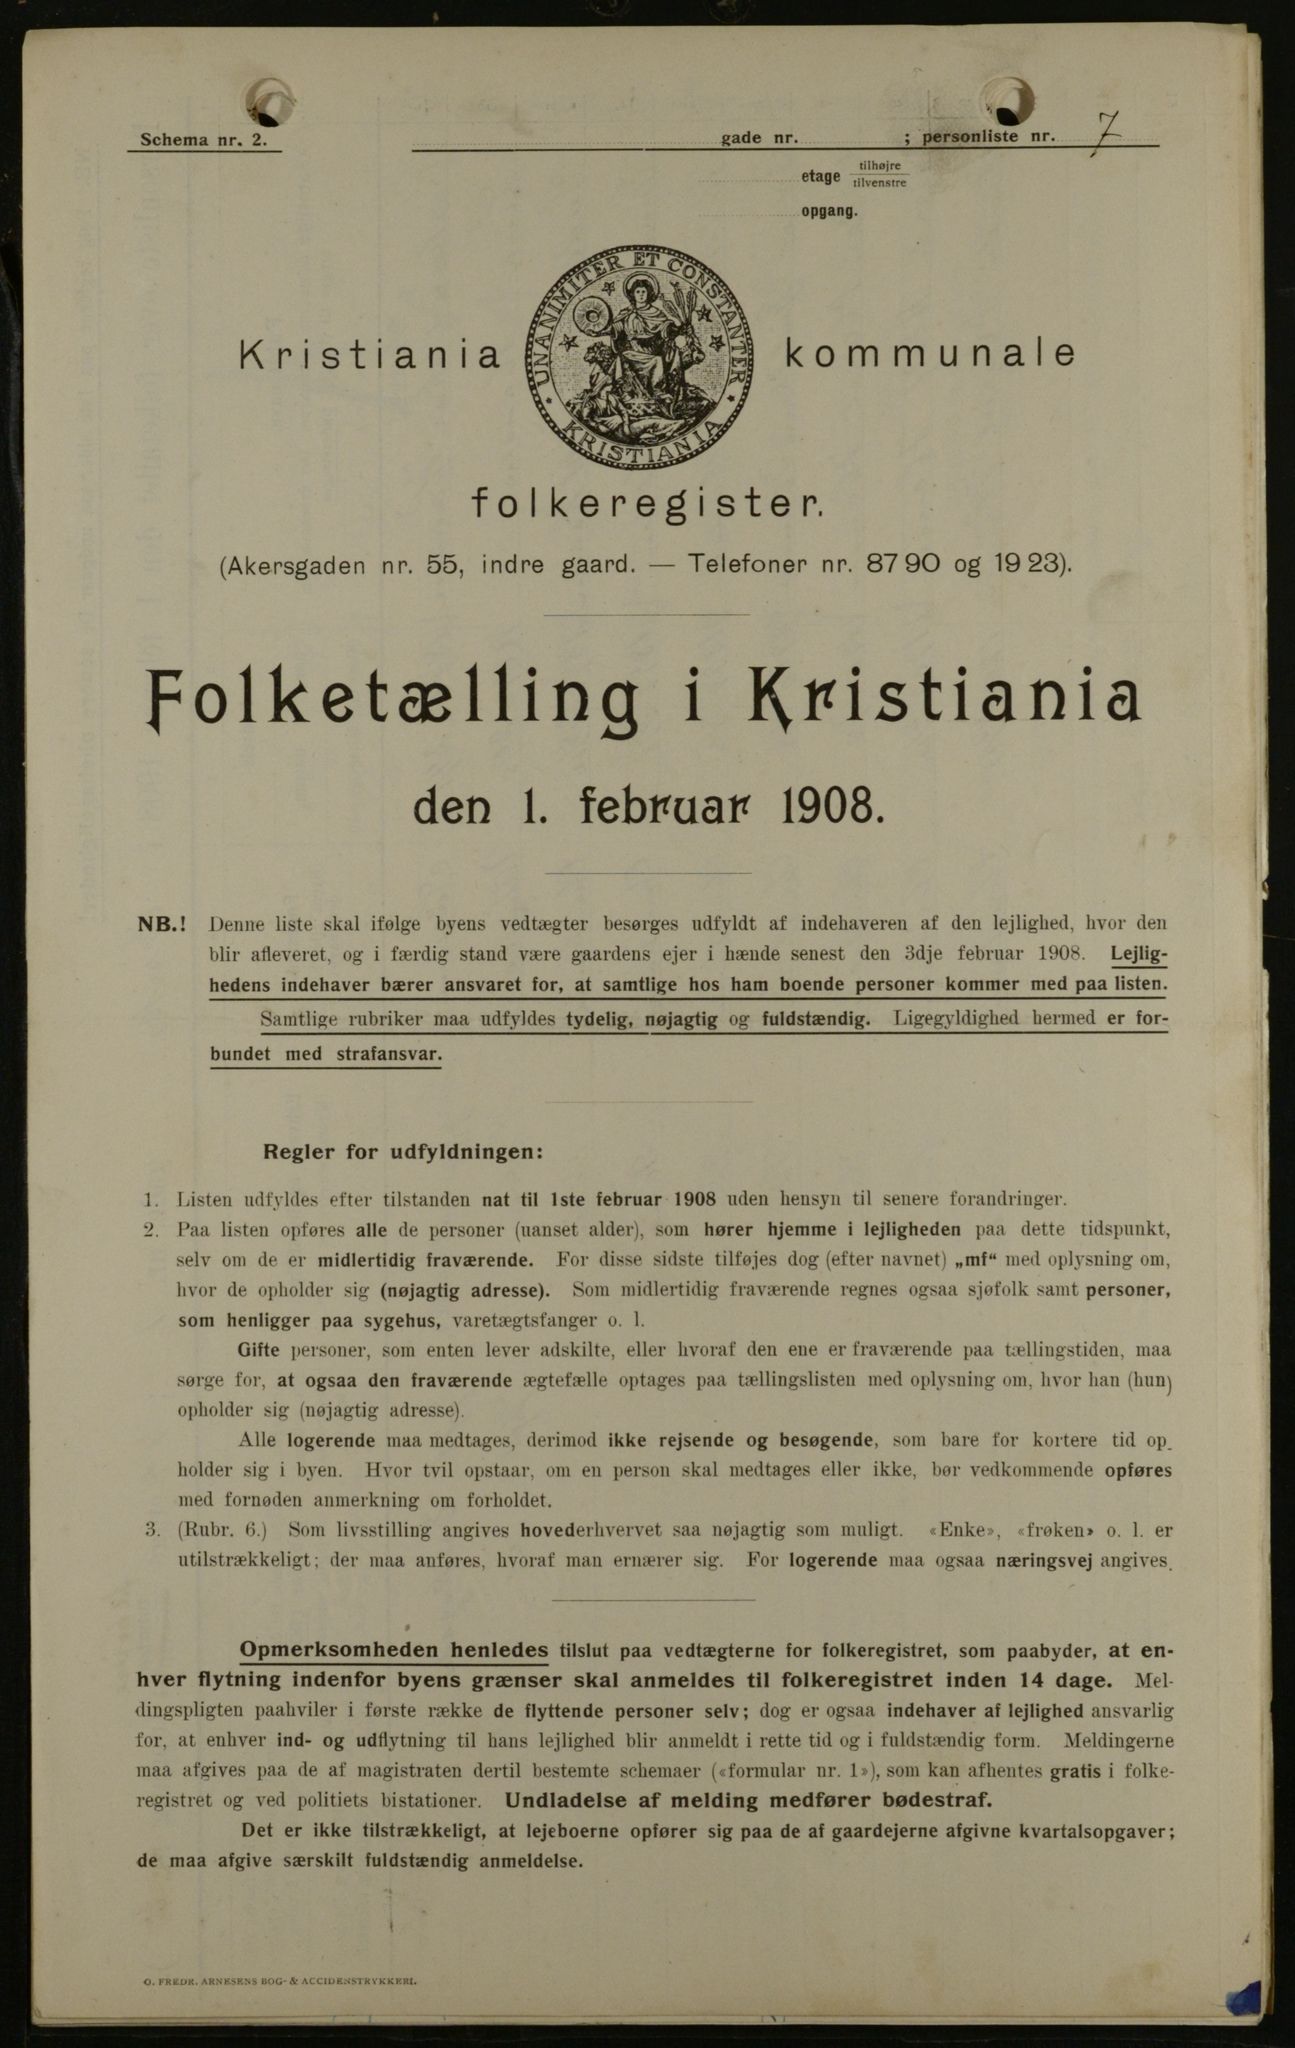 Schema nr. 2. gade nr. ; personliste nr. 7
etage tilhøjre
tilvenstre
opgang.
UNANIMITER ET CONSTANTER
KRISTIANIA
Kristiania kommunale
folkeregister.
(Akersgaden nr. 55, indre gaard. — Telefoner nr. 87 90 og 19 23).
Folketælling i Kristiania
den 1. februar 1908.
NB.! Denne liste skal ifølge byens vedtægter besørges udfyldt af indehaveren af den lejlighed, hvor den
blir afleveret, og i færdig stand være gaardens ejer i hænde senest den 3dje februar 1908. Lejlig-
hedens indehaver bærer ansvaret for, at samtlige hos ham boende personer kommer med paa listen.
Samtlige rubriker maa udfyldes tydelig, nøjagtig og fuldstændig. Ligegyldighed hermed er for-
bundet med strafansvar.
Regler for udfyldningen:
1. Listen udfyldes efter tilstanden nat til 1ste februar 1908 uden hensyn til senere forandringer.
2. Paa listen opføres alle de personer (uanset alder), som hører hjemme i lejligheden paa dette tidspunkt,
selv om de er midlertidig fraværende. For disse sidste tilføjes dog (efter navnet) „mf“ med oplysning om,
hvor de opholder sig (nøjagtig adresse). Som midlertidig fraværende regnes ogsaa sjøfolk samt personer,
som henligger paa sygehus, varetægtsfanger o. l.
Gifte personer, som enten lever adskilte, eller hvoraf den ene er fraværende paa tællingstiden, maa
sørge for, at ogsaa den fraværende ægtefælle optages paa tællingslisten med oplysning om, hvor han (hun)
opholder sig (nøjagtig adresse).
Alle logerende maa medtages, derimod ikke rejsende og besøgende, som bare for kortere tid op-
holder sig i byen. Hvor tvil opstaar, om en person skal medtages eller ikke, bør vedkommende opføres
med fornøden anmerkning om forholdet.
3. (Rubr. 6.) Som livsstilling angives hovederhvervet saa nøjagtig som muligt. «Enke», «frøken» o. l. er
utilstrækkeligt; der maa anføres, hvoraf man ernærer sig. For logerende maa ogsaa næringsvej angives.
Opmerksomheden henledes tilslut paa vedtægterne for folkeregistret, som paabyder, at en-
hver flytning indenfor byens grænser skal anmeldes til folkeregistret inden 14 dage. Mel-
dingspligten paahviler i første række de flyttende personer selv; dog er ogsaa indehaver af lejlighed ansvarlig
for, at enhver ind- og udflytning til hans lejlighed blir anmeldt i rette tid og i fuldstændig form. Meldingerne
maa afgives paa de af magistraten dertil bestemte schemaer («formular nr. 1»), som kan afhentes gratis i folke-
registret og ved politiets bistationer. Undladelse af melding medfører bødestraf.
Det er ikke tilstrækkeligt, at lejeboerne opfører sig paa de af gaardejerne afgivne kvartalsopgaver;
de maa afgive særskilt fuldstændig anmeldelse.
O. FREDR. ARNESENS BOG- & ACCIDENSTRYKKERI.